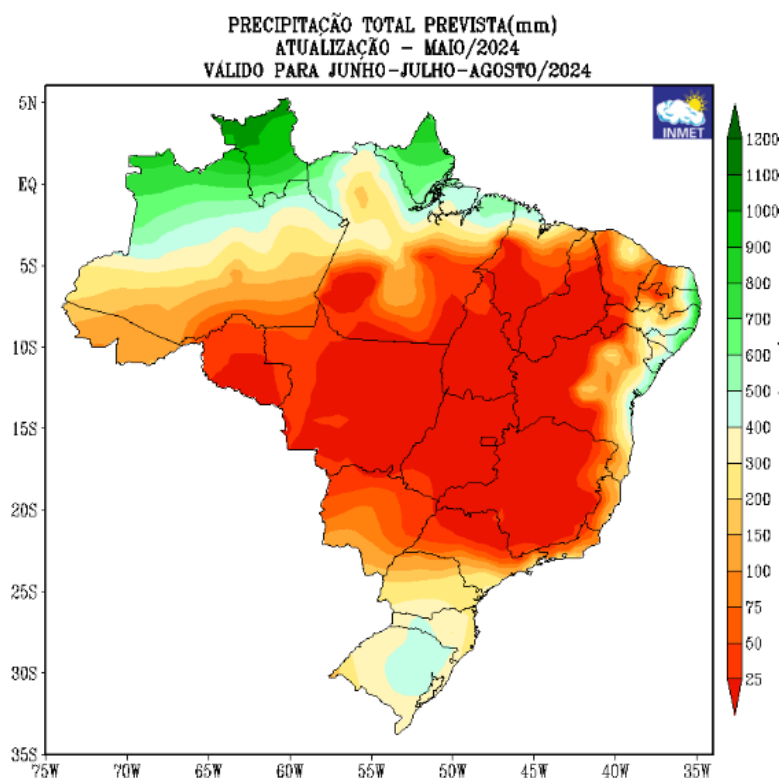 PRECIPITAÇÃO TOTAL PREVISTA(mm)
ATUALIZAÇÃO - MAIO/2024
VÁLIDO PARA JUNHO-JULHO-AGOSTO/2024
INMET
5N
EQ
5S
10S
15S
20S
25S
30S
35S
75W
70W
65W
60W
55W
50W
45W
40W
35W
1200
1100
1000
900
800
700
600
500
400
300
200
150
100
75
50
25